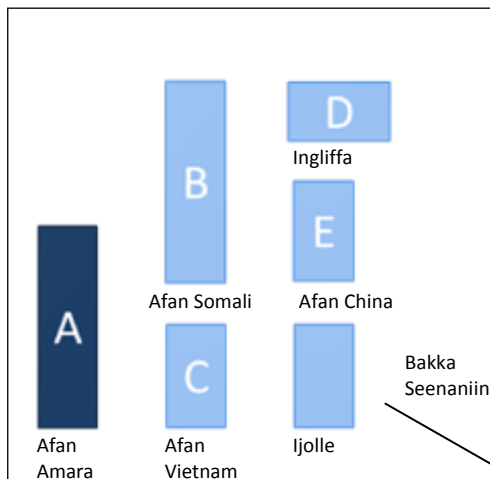 D
Ingliffa
B
E
Afan Somali
Afan China
A
C
Bakka
Seenaniin
Afan
Amara
Afan
Vietnam
Ijolle